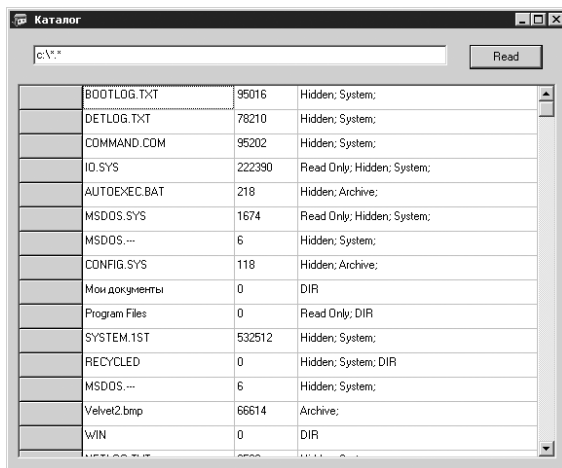 Каталог
c:\*.*
Read
BOOTLOG.TXT 95016 Hidden; System;
DETLOG.TXT 78210 Hidden; System;
COMMAND.COM 95202 Hidden; System;
IO.SYS 222390 Read Only; Hidden; System;
AUTOEXEC.BAT 218 Hidden; Archive;
MSDOS.SYS 1674 Read Only; Hidden; System;
MSDOS.--- 6 Hidden; System;
CONFIG.SYS 118 Hidden; Archive;
Мои документы 0 DIR
Program Files 0 Read Only; DIR
SYSTEM.1ST 532512 Hidden; System;
RECYCLED 0 Hidden; System; DIR
MSDOS.--- 6 Hidden; System;
Velvet2.bmp 66614 Archive;
WIN 0 DIR